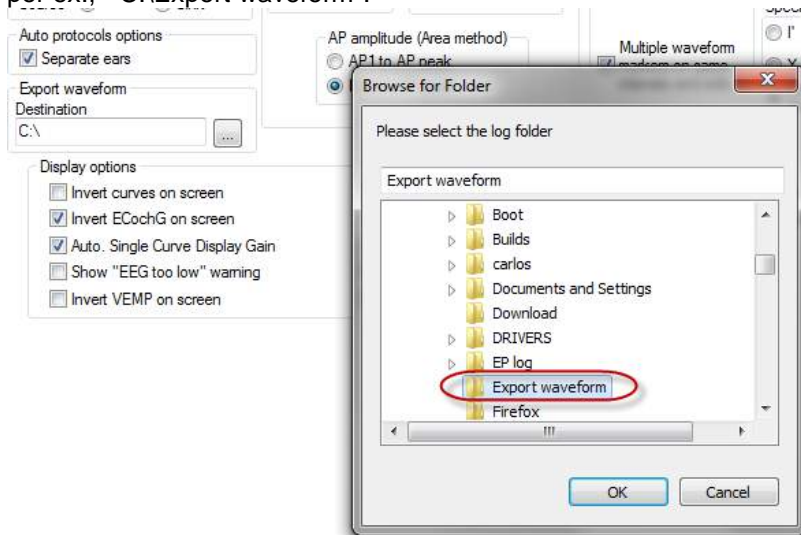 Auto protocols options
Separate ears
Export waveform
Destination
C:\
...
AP amplitude (Area method)
AP1 to AP peak
Multiple waveform
Display options
Invert curves on screen
Invert ECochG on screen
Auto. Single Curve Display Gain
Show "EEG too low" warning
Invert VEMP on screen
Browse for Folder
Please select the log folder
Export waveform
Boot
Builds
carlos
Documents and Settings
Download
DRIVERS
EP log
Export waveform
Firefox
OK
Cancel